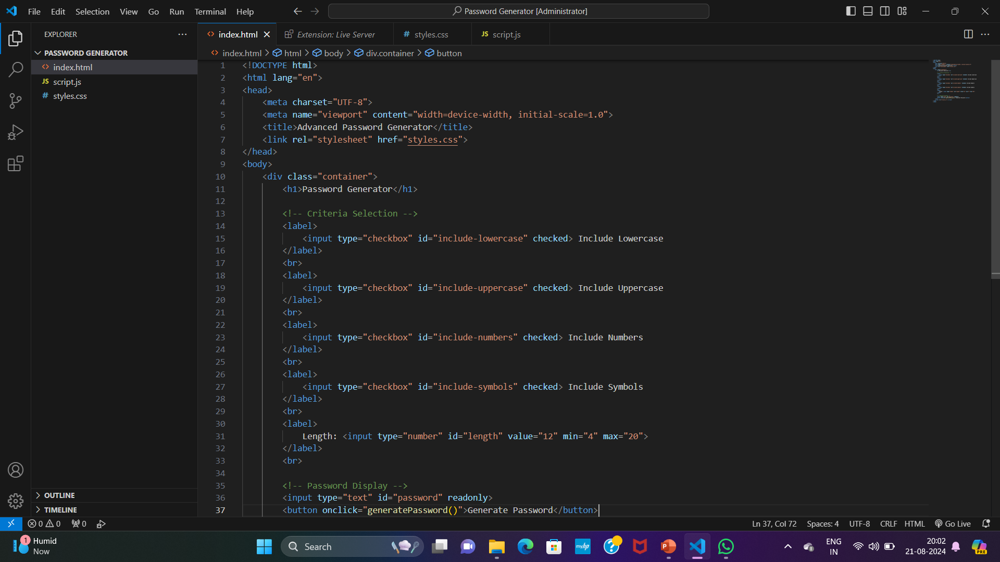 File Edit Selection View Go Run Terminal Help
Password Generator [Administrator]
EXPLORER
PASSWORD GENERATOR
index.html
JS script.js
# styles.css
OUTLINE
TIMELINE
index.html
Extension: Live Server
# styles.css
JS script.js
index.html > html > body > div.container > button
1 <!DOCTYPE html>
2 <html lang="en">
3 <head>
4 <meta charset="UTF-8">
5 <meta name="viewport" content="width=device-width, initial-scale=1.0">
6 <title>Advanced Password Generator</title>
7 <link rel="stylesheet" href="styles.css">
8 </head>
9 <body>
10 <div class="container">
11 <h1>Password Generator</h1>
12
13 <!-- Criteria Selection -->
14 <label>
15 <input type="checkbox" id="include-lowercase" checked> Include Lowercase
16 </label>
17 <br>
18 <label>
19 <input type="checkbox" id="include-uppercase" checked> Include Uppercase
20 </label>
21 <br>
22 <label>
23 <input type="checkbox" id="include-numbers" checked> Include Numbers
24 </label>
25 <br>
26 <label>
27 <input type="checkbox" id="include-symbols" checked> Include Symbols
28 </label>
29 <br>
30 <label>
31 Length: <input type="number" id="length" value="12" min="4" max="20">
32 </label>
33 <br>
34
35 <!-- Password Display -->
36 <input type="text" id="password" readonly>
37 <button onclick="generatePassword()">Generate Password</button>
0 0 0
Ln 37, Col 72 Spaces: 4 UTF-8 CRLF HTML Go Live
1
Humid
Now
Search
myhp
ENG
IN
20:02
21-08-2024
PRE